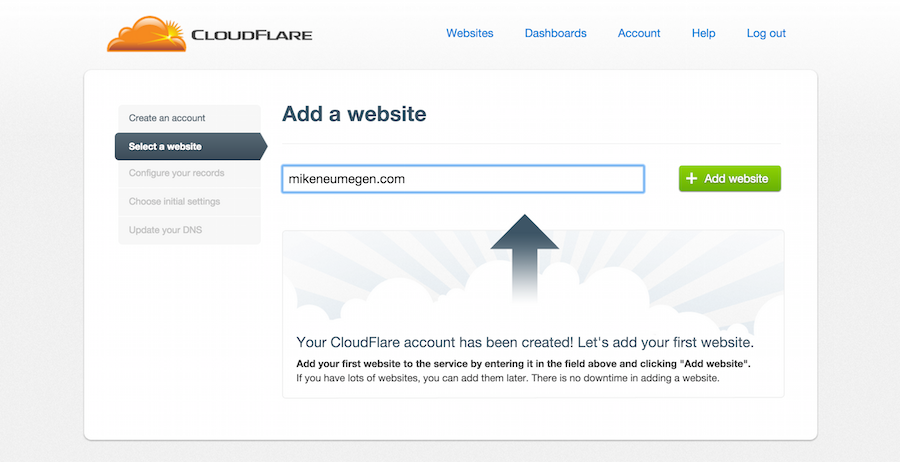 CLOUDFLARE
Websites Dashboards Account Help Log out
Create an account
Select a website
Configure your records
Choose initial settings
Update your DNS
Add a website
mikeneumegen.com
+ Add website
Your CloudFlare account has been created! Let's add your first website.
Add your first website to the service by entering it in the field above and clicking "Add website".
If you have lots of websites, you can add them later. There is no downtime in adding a website.